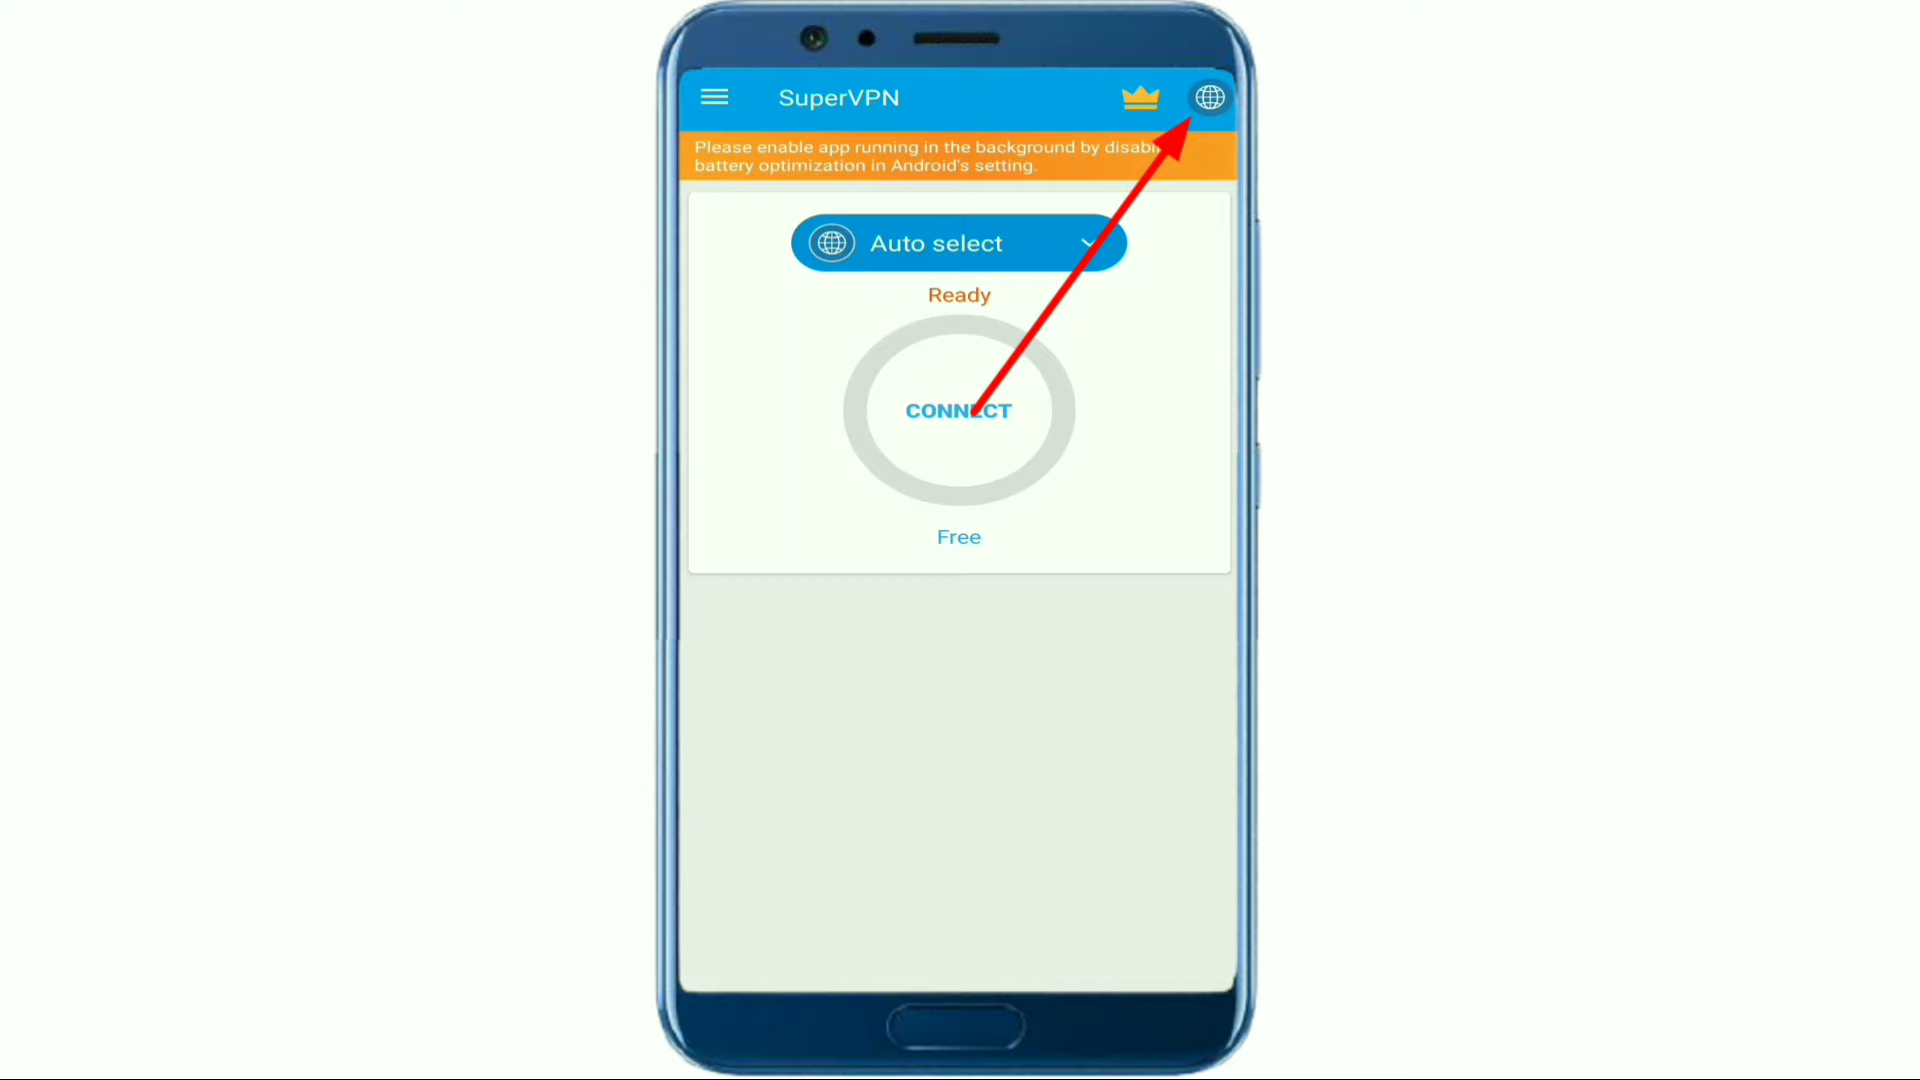 SuperVPN
Please enable app running in the background by
battery optimization in Android's setting.
Auto select
Ready
CONNECT
Free